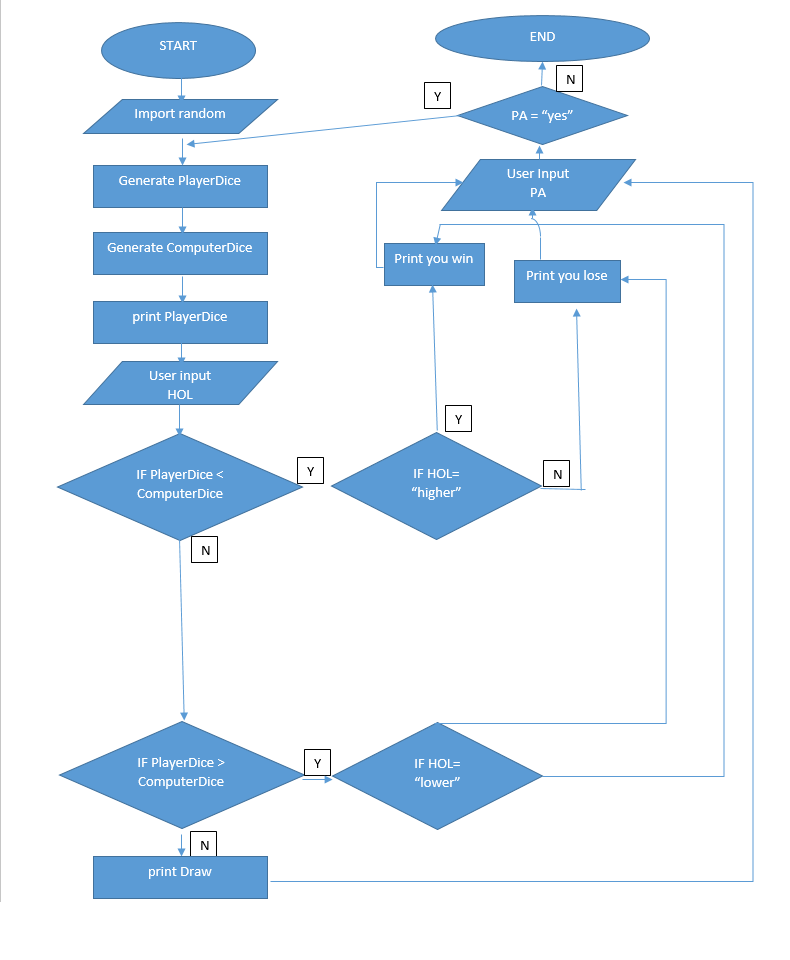 START
END
Import random
Y
N
PA = “yes”
Generate PlayerDice
User Input
PA
Generate ComputerDice
Print you win
Print you lose
print PlayerDice
User input
HOL
Y
IF PlayerDice <
ComputerDice
Y
IF HOL=
“higher”
N
N
IF PlayerDice >
ComputerDice
Y
IF HOL=
“lower”
N
print Draw